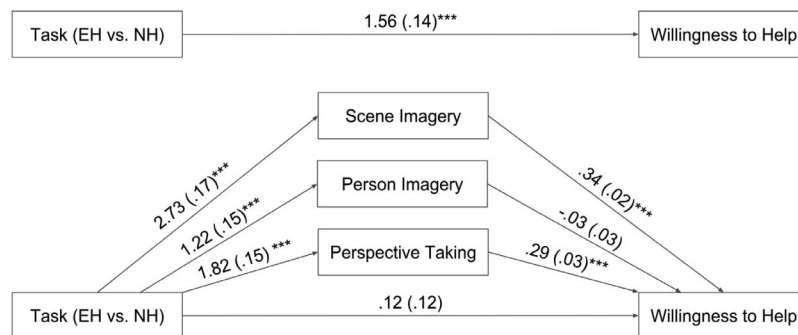 1.56 (.14)***
Task (EH vs. NH)
Willingness to Help
Scene Imagery
2.73 (.17)***
.34 (.02)***
Person Imagery
1.22 (.15)***
-.03 (.03)
Perspective Taking
1.82 (.15) ***
.29 (.03)***
.12 (.12)
Task (EH vs. NH)
Willingness to Help